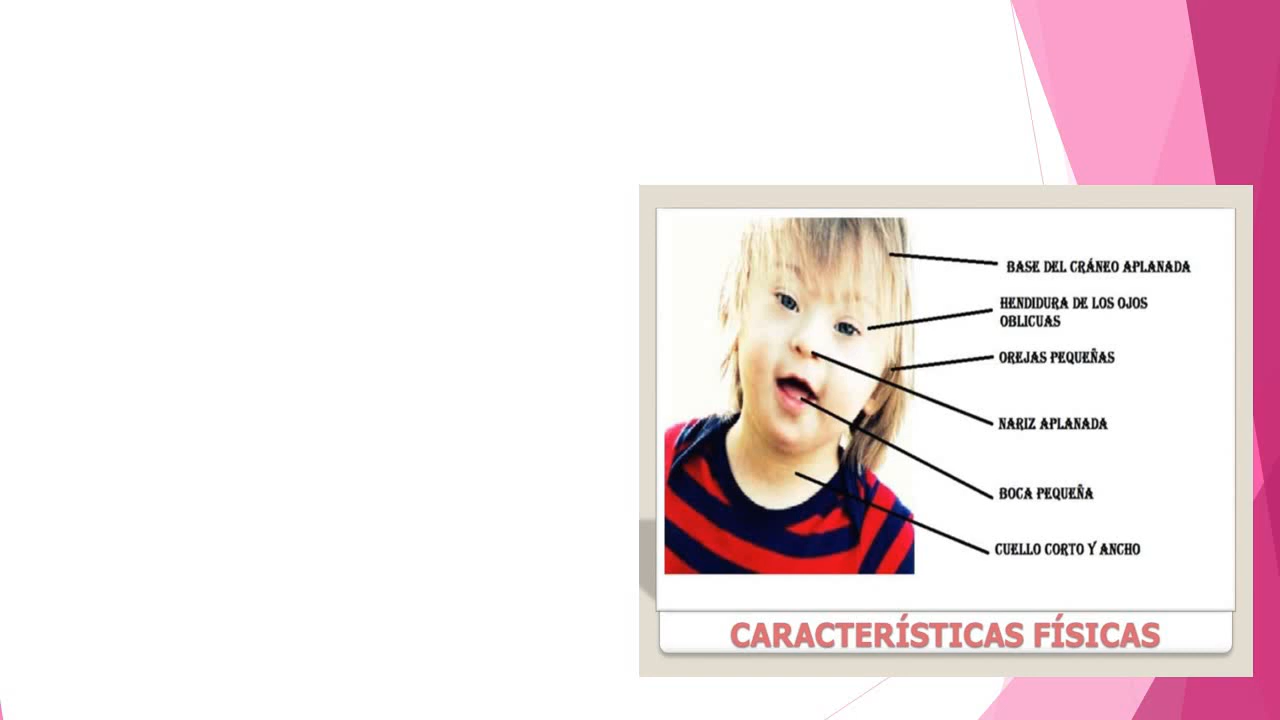 BASE DEL CRÁNEO APLANADA
HENDIDURA DE LOS OJOS
OBLICUAS
OREJAS PEQUEÑAS
NARIZ APLANADA
BOCA PEQUEÑA
CUELLO CORTO Y ANCHO
CARACTERÍSTICAS FÍSICAS